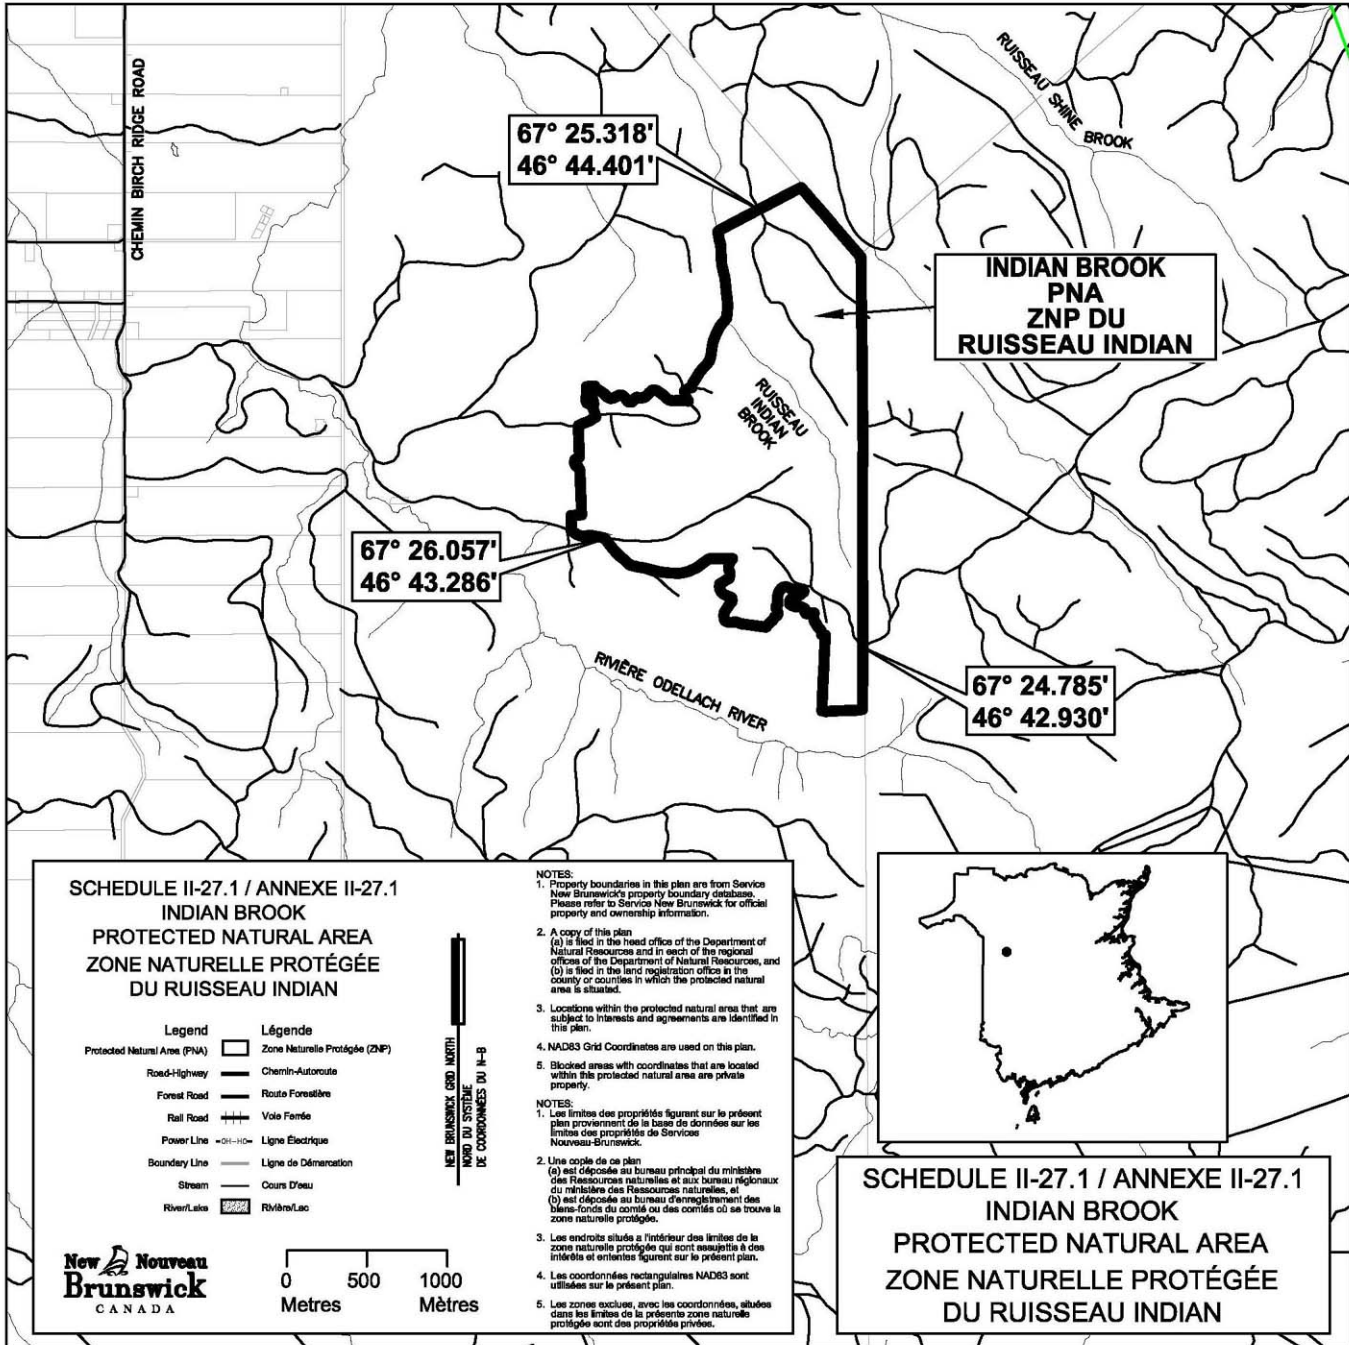 CHEMIN BIRCH RIDGE ROAD
RUISSEAU SHINE BROOK
67° 25.318'
46° 44.401'
INDIAN BROOK
PNA
ZNP DU
RUISSEAU INDIAN
RUISSEAU
INDIAN
BROOK
67° 26.057'
46° 43.286'
RIVIÈRE ODELLACH RIVER
67° 24.785'
46° 42.930'
SCHEDULE II-27.1 / ANNEXE II-27.1
INDIAN BROOK
PROTECTED NATURAL AREA
ZONE NATURELLE PROTÉGÉE
DU RUISSEAU INDIAN
Legend Légende
Protected Natural Area (PNA) Zone Naturelle Protégée (ZNP)
Road-Highway Chemin-Autoroute
Forest Road Route Forestière
Rail Road Voie Ferrée
Power Line -OH-HO- Ligne Électrique
Boundary Line Ligne de Démarcation
Stream Cours D'eau
River/Lake Rivière/Lac
NEW BRUNSWICK GRID NORTH
NORD DU SYSTÈME
DE COORDONNÉES DU N-B
New Nouveau
Brunswick
CANADA
0 500 1000
Metres Mètres
NOTES:
1. Property boundaries in this plan are from Service
New Brunswick's property boundary database.
Please refer to Service New Brunswick for official
property and ownership information.
2. A copy of this plan
(a) is filed in the head office of the Department of
Natural Resources and in each of the regional
offices of the Department of Natural Resources, and
(b) is filed in the land registration office in the
county or counties in which the protected natural
area is situated.
3. Locations within the protected natural area that are
subject to interests and agreements are identified in
this plan.
4. NAD83 Grid Coordinates are used on this plan.
5. Blocked areas with coordinates that are located
within this protected natural area are private
property.
NOTES:
1. Les limites des propriétés figurant sur le présent
plan proviennent de la base de données sur les
limites des propriétés de Services
Nouveau-Brunswick.
2. Une copie de ce plan
(a) est déposée au bureau principal du ministère
des Ressources naturelles et aux bureau régionaux
du ministère des Ressources naturelles, et
(b) est déposée au bureau d'enregistrement des
biens-fonds du comté ou des comtés où se trouve la
zone naturelle protégée.
3. Les endroits situés a l'intérieur des limites de la
zone naturelle protégée qui sont assujettis à des
intérêts et ententes figurent sur le présent plan.
4. Les coordonnées rectangulaires NAD83 sont
utilisées sur le présent plan.
5. Les zones exclues, avec les coordonnées, situées
dans les limites de la présente zone naturelle
protégée sont des propriétés privées.
SCHEDULE II-27.1 / ANNEXE II-27.1
INDIAN BROOK
PROTECTED NATURAL AREA
ZONE NATURELLE PROTÉGÉE
DU RUISSEAU INDIAN